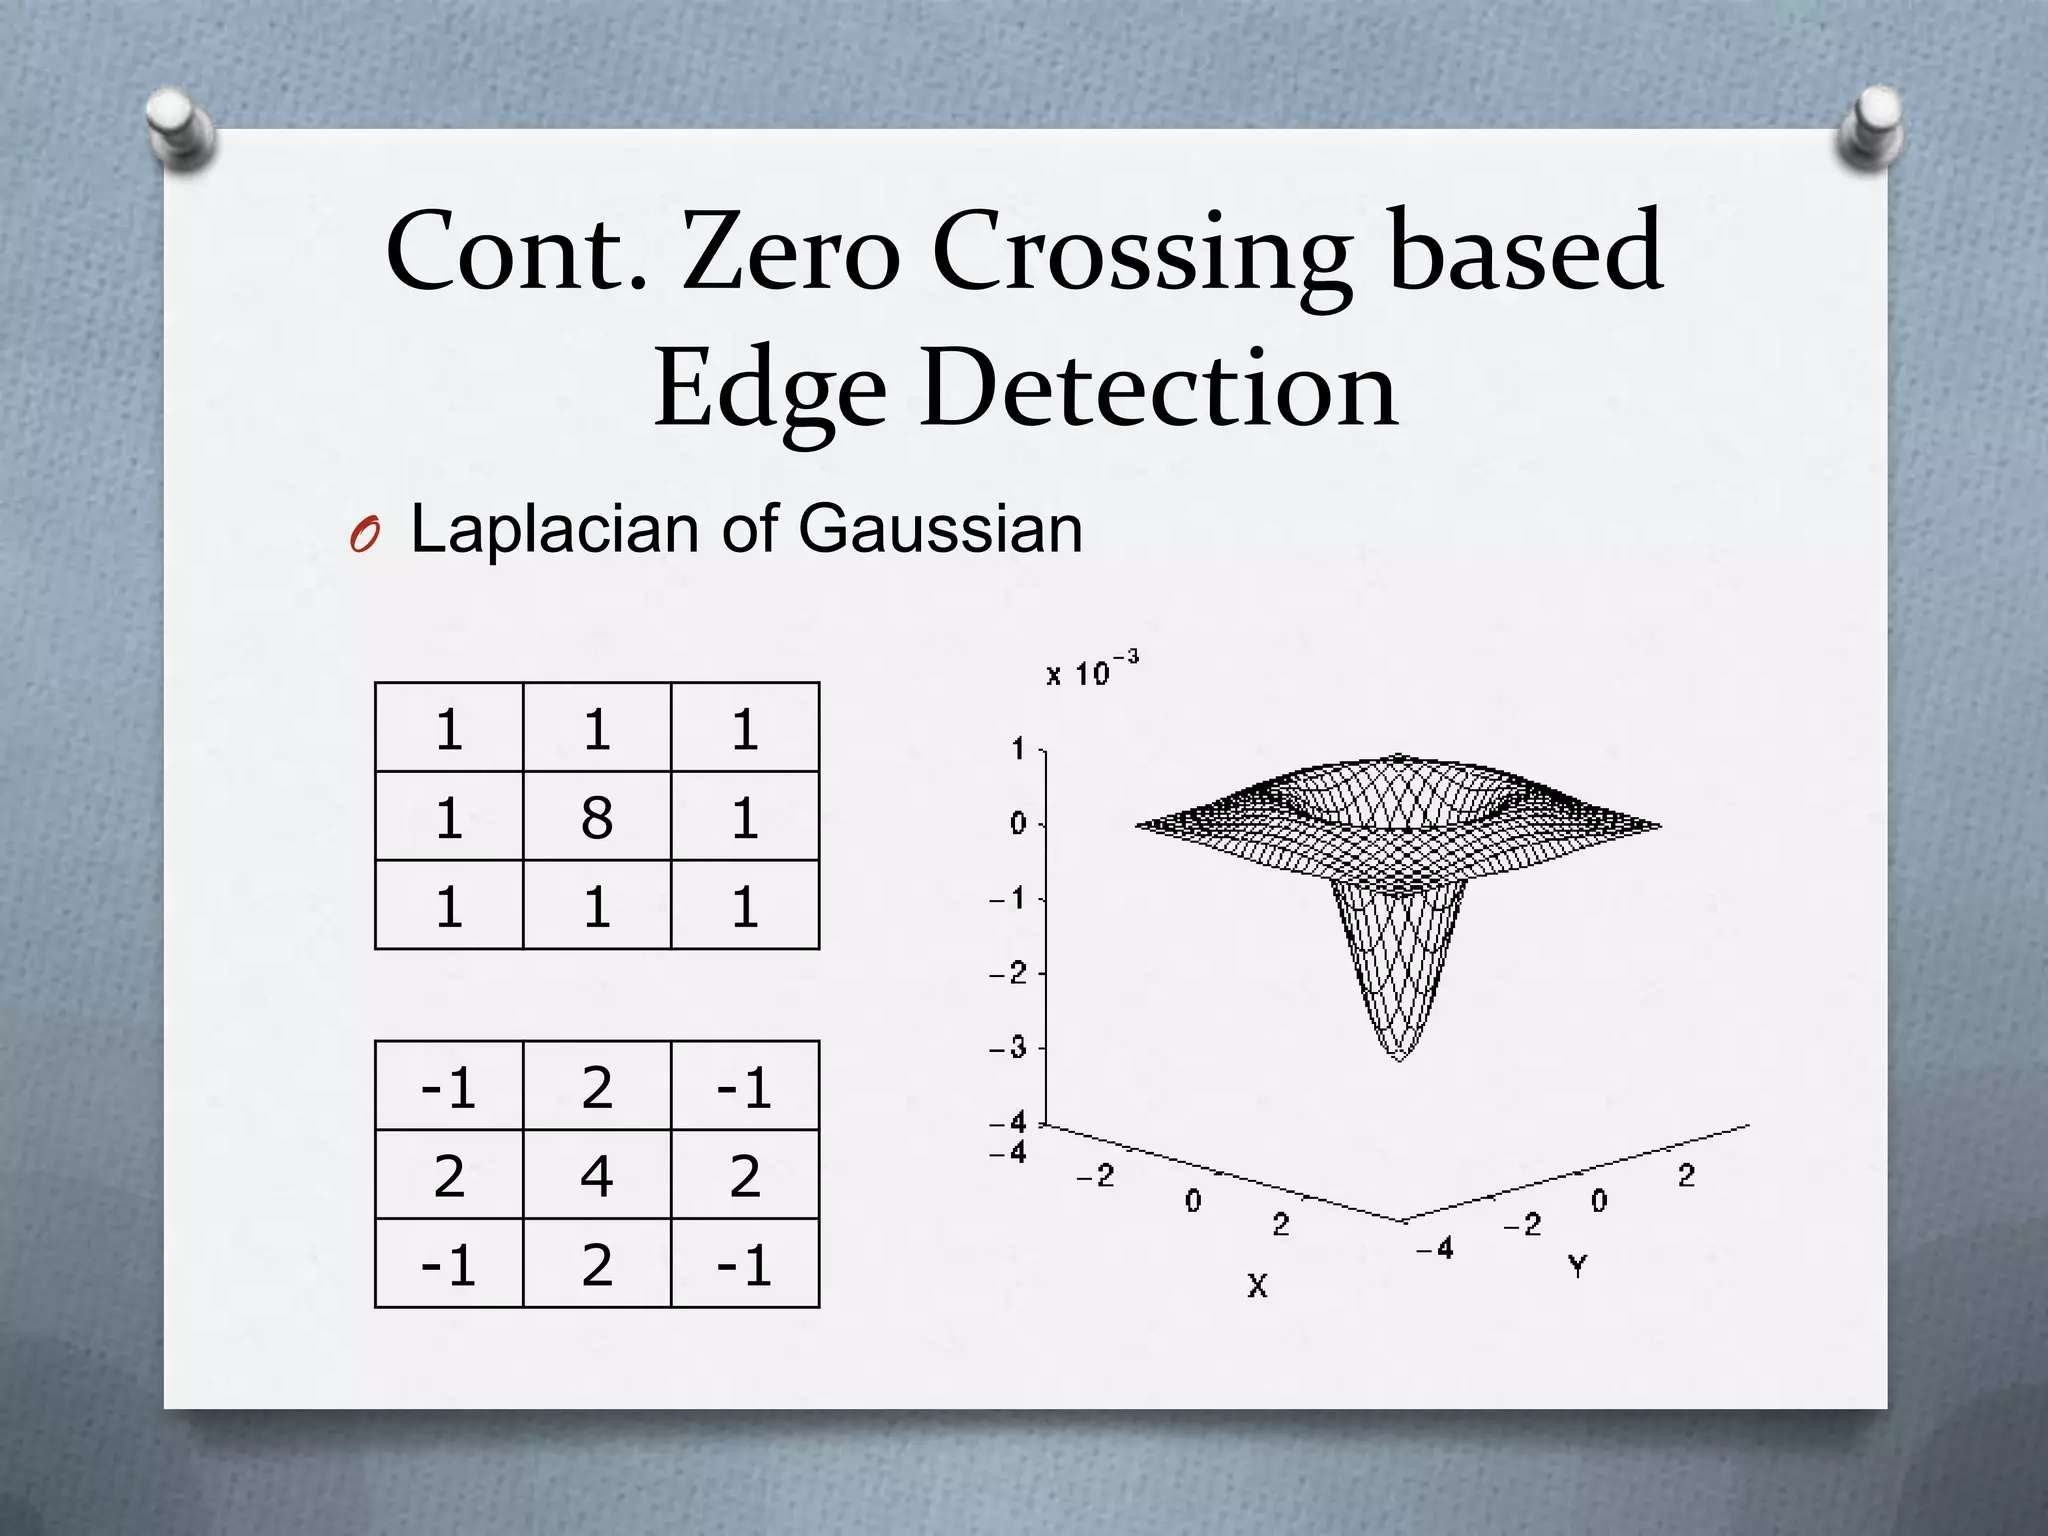 Cont. Zero Crossing based
Edge Detection
Laplacian of Gaussian
1 1 1
1 8 1
1 1 1
-1 2 -1
2 4 2
-1 2 -1
x 10⁻³
1
0
−1
−2
−3
−4
−4
−2
0
2
X
−4
−2
0
2
Y